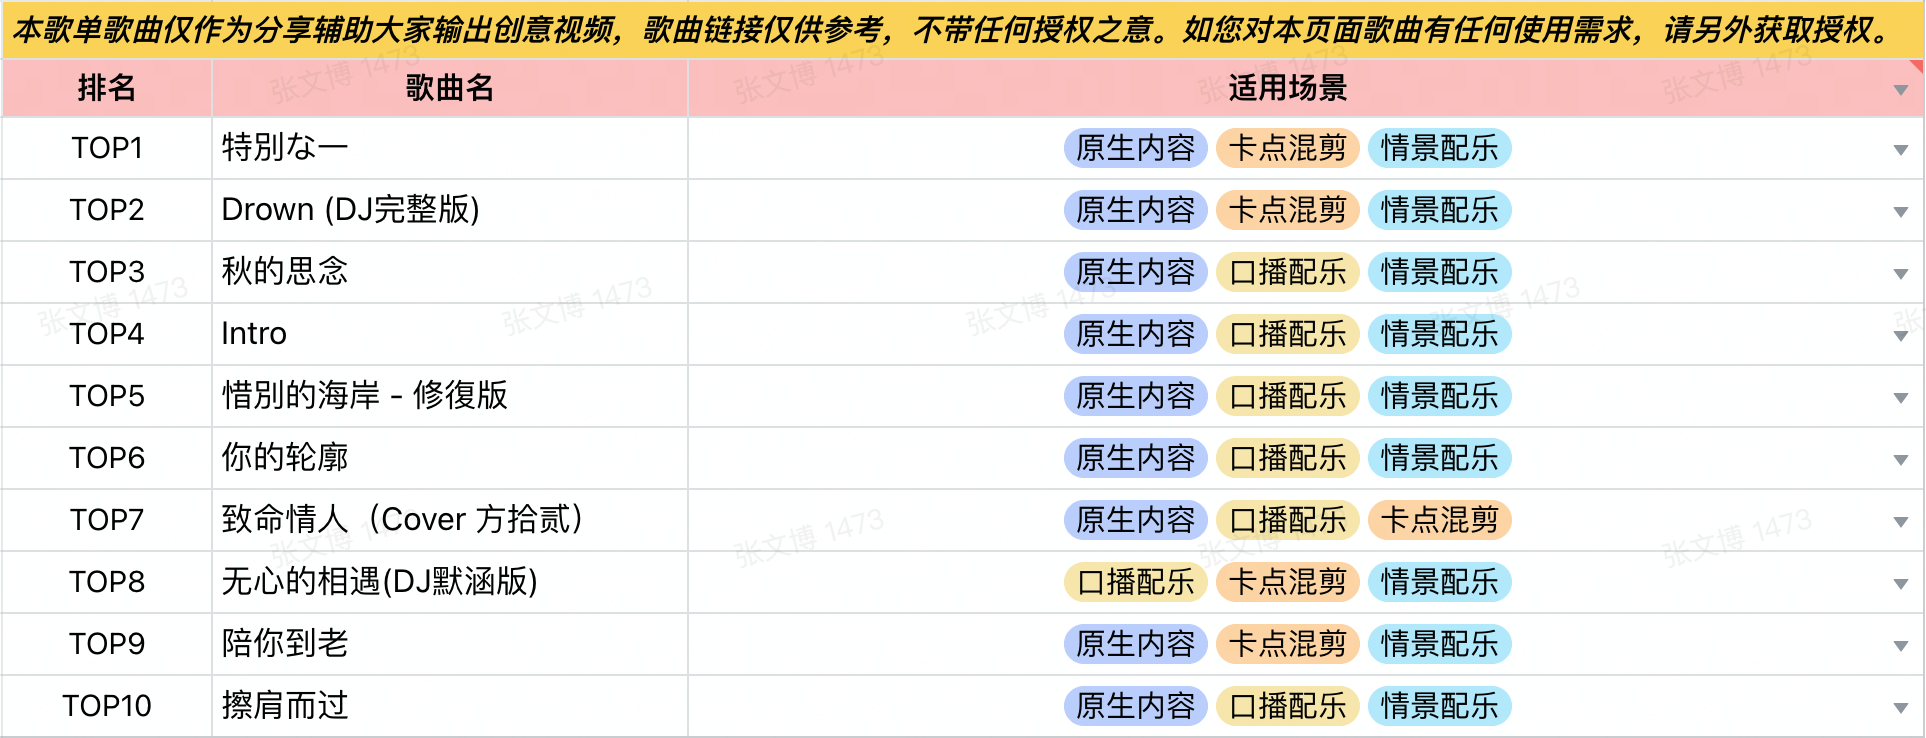 本歌单歌曲仅作为分享辅助大家输出创意视频，歌曲链接仅供参考，不带任何授权之意。如您对本页面歌曲有任何使用需求，请另外获取授权。
排名 歌曲名 适用场景
TOP1 特別な一 原生内容 卡点混剪 情景配乐
TOP2 Drown (DJ完整版) 原生内容 卡点混剪 情景配乐
TOP3 秋的思念 原生内容 口播配乐 情景配乐
TOP4 Intro 原生内容 口播配乐 情景配乐
TOP5 惜別的海岸 - 修復版 原生内容 口播配乐 情景配乐
TOP6 你的轮廓 原生内容 口播配乐 情景配乐
TOP7 致命情人（Cover 方拾贰） 原生内容 口播配乐 卡点混剪
TOP8 无心的相遇(DJ默涵版) 口播配乐 卡点混剪 情景配乐
TOP9 陪你到老 原生内容 卡点混剪 情景配乐
TOP10 擦肩而过 原生内容 口播配乐 情景配乐
张文博 1473